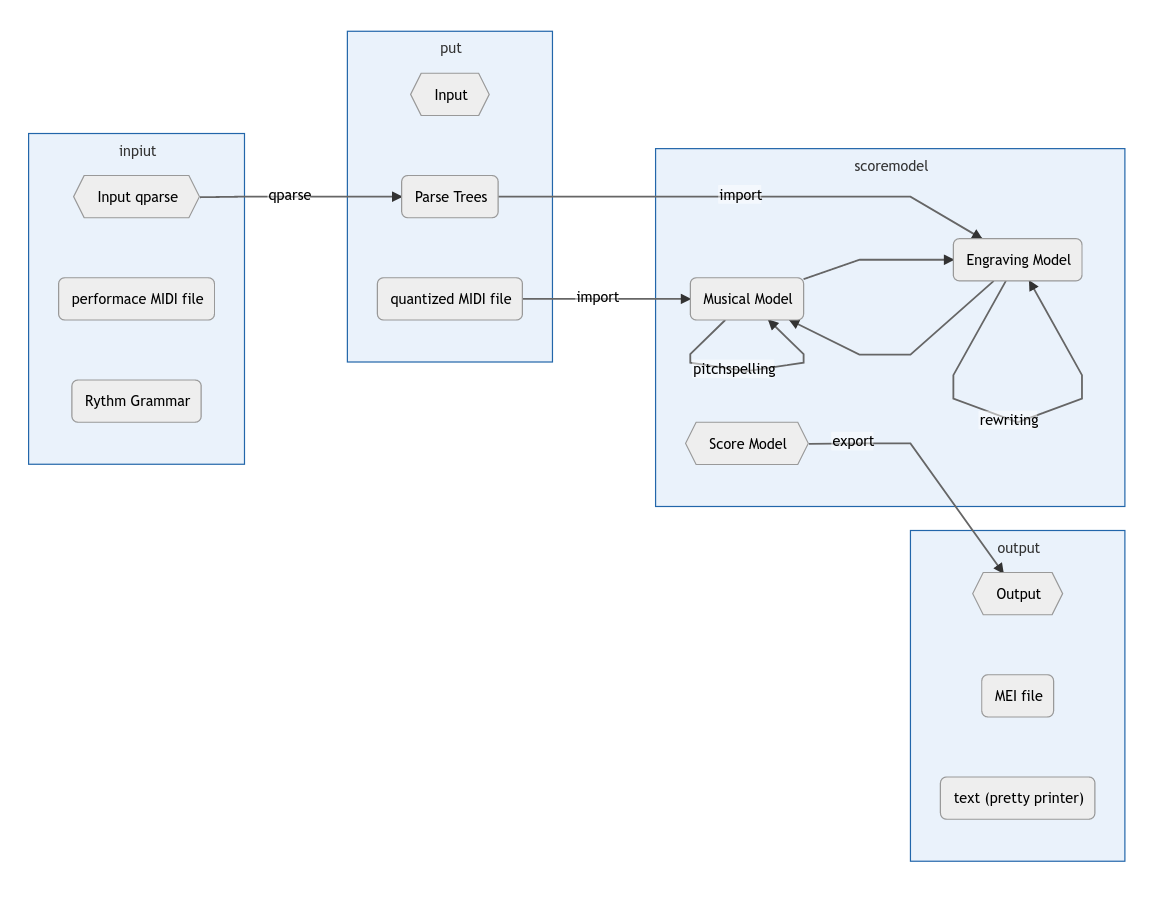 inpiut
Input qparse
performace MIDI file
Rythm Grammar
qparse
put
Input
Parse Trees
quantized MIDI file
import
import
scoremodel
Engraving Model
Musical Model
pitchspelling
rewriting
Score Model
export
output
Output
MEI file
text (pretty printer)